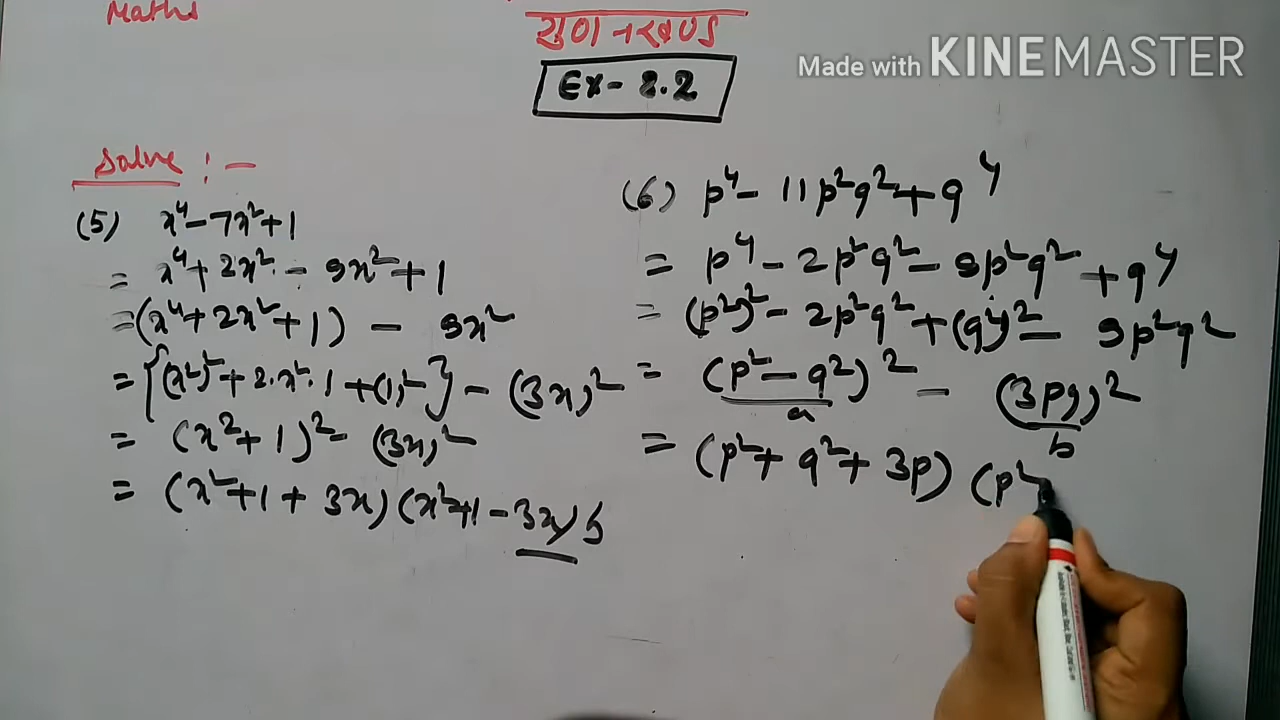 Maths
गुणनखण्ड
Made with KINEMASTER
Ex - 8.2
Solve : -
(5) x⁴ - 7x² + 1
= x⁴ + 2x² - 9x² + 1
= (x⁴ + 2x² + 1) - 9x²
= {(x²)² + 2.x².1 + (1)²} - (3x)²
= (x² + 1)² - (3x)²
= (x² + 1 + 3x) (x² + 1 - 3x)
(6) p⁴ - 11p²q² + q⁴
= p⁴ - 2p²q² - 9p²q² + q⁴
= (p²)² - 2p²q² + (q²)² - 9p²q²
= (p² - q²)² - (3pq)²
a b
= (p² + q² + 3p) (p²